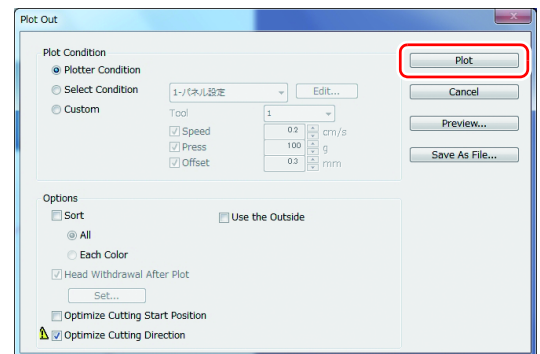 Plot Out
Plot Condition
Plotter Condition
Select Condition
1-パネル設定
Edit...
Custom
Tool
1
Speed
0.2
cm/s
Press
100
g
Offset
0.3
mm
Plot
Cancel
Preview...
Save As File...
Options
Sort
Use the Outside
All
Each Color
Head Withdrawal After Plot
Set...
Optimize Cutting Start Position
Optimize Cutting Direction